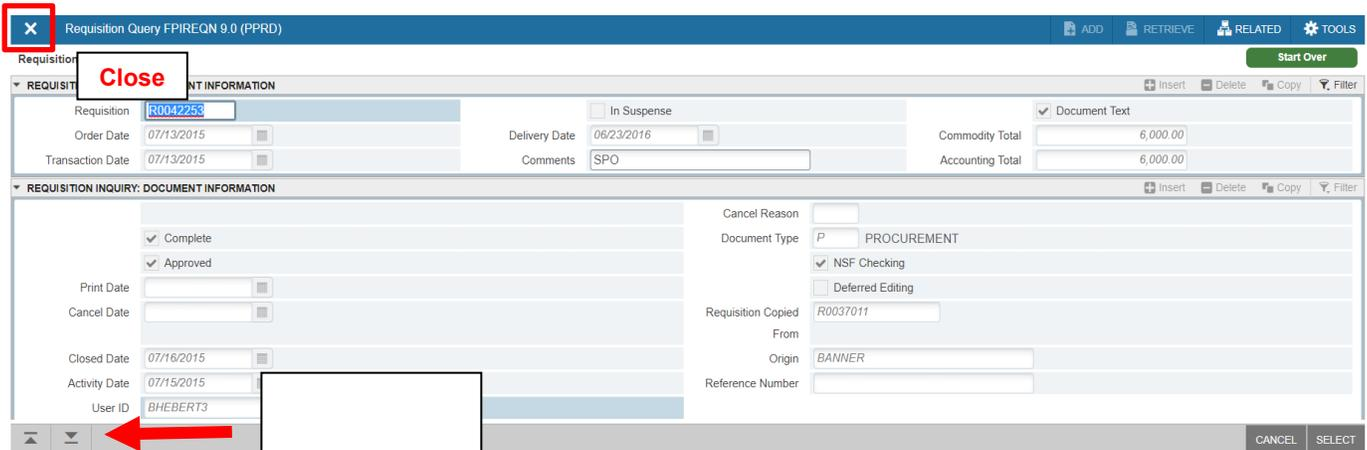 Requisition Query FPIREQN 9.0 (PPRD) ADD RETRIEVE RELATED TOOLS
Requisition Start Over
Close
REQUISITI NT INFORMATION Insert Delete Copy Filter
Requisition R0042253 In Suspense Document Text
Order Date 07/13/2015 Delivery Date 06/23/2016 Commodity Total 6,000.00
Transaction Date 07/13/2015 Comments SPO Accounting Total 6,000.00
REQUISITION INQUIRY: DOCUMENT INFORMATION Insert Delete Copy Filter
Cancel Reason
Complete Document Type P PROCUREMENT
Approved NSF Checking
Print Date Deferred Editing
Cancel Date Requisition Copied R0037011
From
Closed Date 07/16/2015 Origin BANNER
Activity Date 07/15/2015 Reference Number
User ID BHEBERT3
CANCEL SELECT